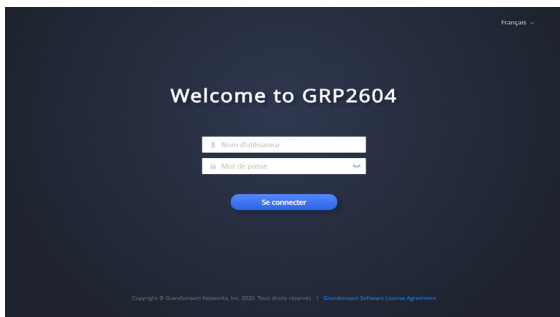 Français
Welcome to GRP2604
Nom d'utilisateur
Mot de passe
Se connecter
Copyright © Grandstream Networks, Inc. 2020. Tous droits réservés. | Grandstream Software License Agreement